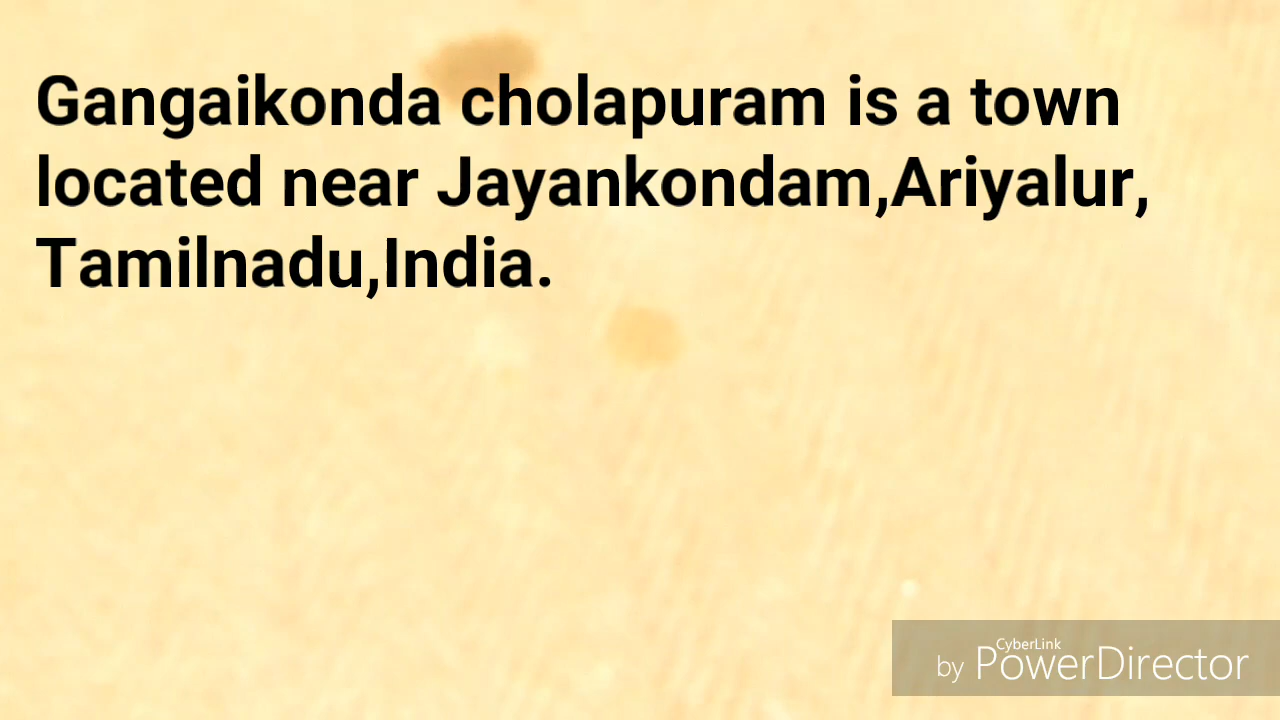 Gangaikonda cholapuram is a town
located near Jayankondam,Ariyalur,
Tamilnadu,India.
CyberLink
by PowerDirector